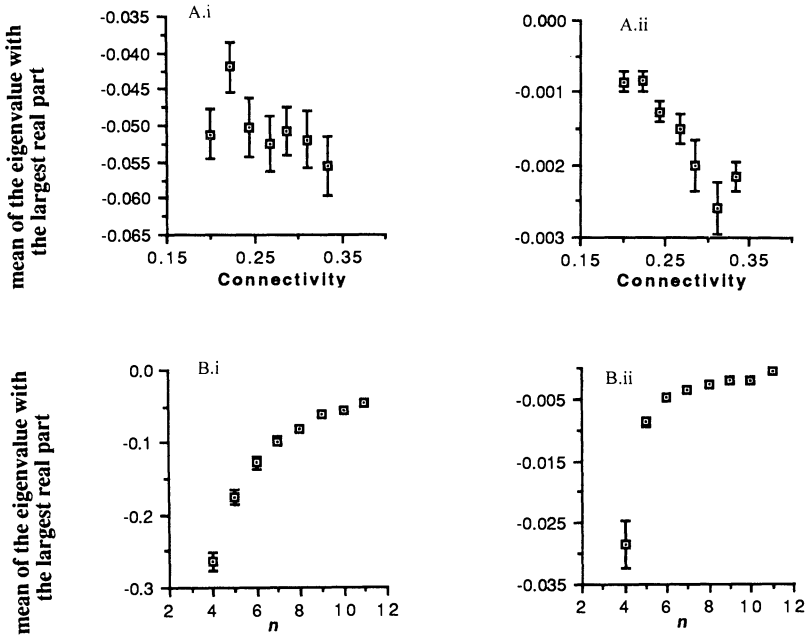 mean of the eigenvalue with
the largest real part
A.i
-0.035
-0.040
-0.045
-0.050
-0.055
-0.060
-0.065
0.15 0.25 0.35
Connectivity
A.ii
0.000
-0.001
-0.002
-0.003
0.15 0.25 0.35
Connectivity
mean of the eigenvalue with
the largest real part
B.i
0.0
-0.1
-0.2
-0.3
2 4 6 8 10 12
n
B.ii
-0.005
-0.015
-0.025
-0.035
2 4 6 8 10 12
n